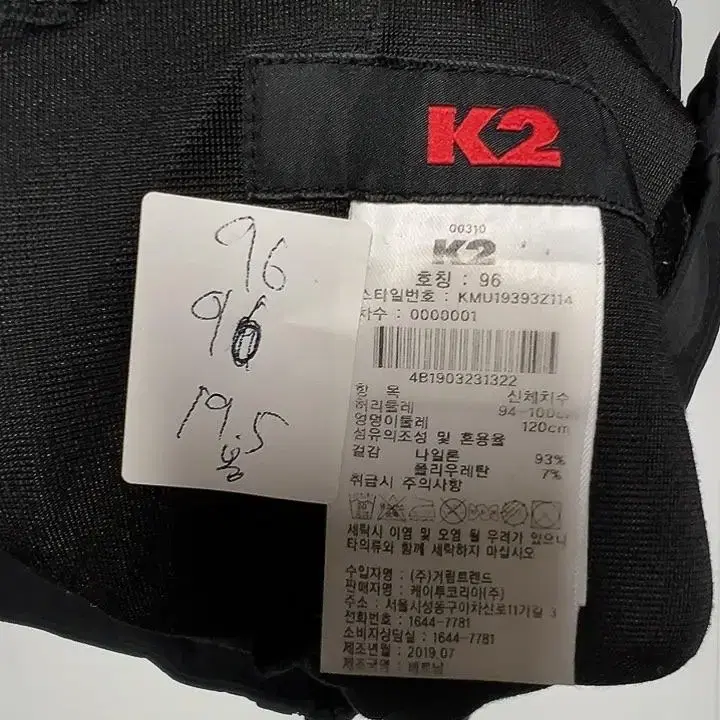 K2
96
96
19.5
00310
K2
호칭 : 96
스타일번호 : KMU19393Z114
차수 : 0000001
4B1903231322
항 목 신체치수
허리둘레 94-100cm
엉덩이둘레 120cm
섬유의조성 및 혼용율
겉감 나일론 93%
폴리우레탄 7%
취급시 주의사항
세탁시 이염 및 오염 될 우려가 있으니
타의류와 함께 세탁하지 마십시오
수입자명 : (주)거림트렌드
판매자명 : 케이투코리아(주)
주소 : 서울시성동구아차산로11가길 3
전화번호 : 1644-7781
소비자상담실 : 1644-7781
제조년월 : 2019.07
제조국명 : 베트남